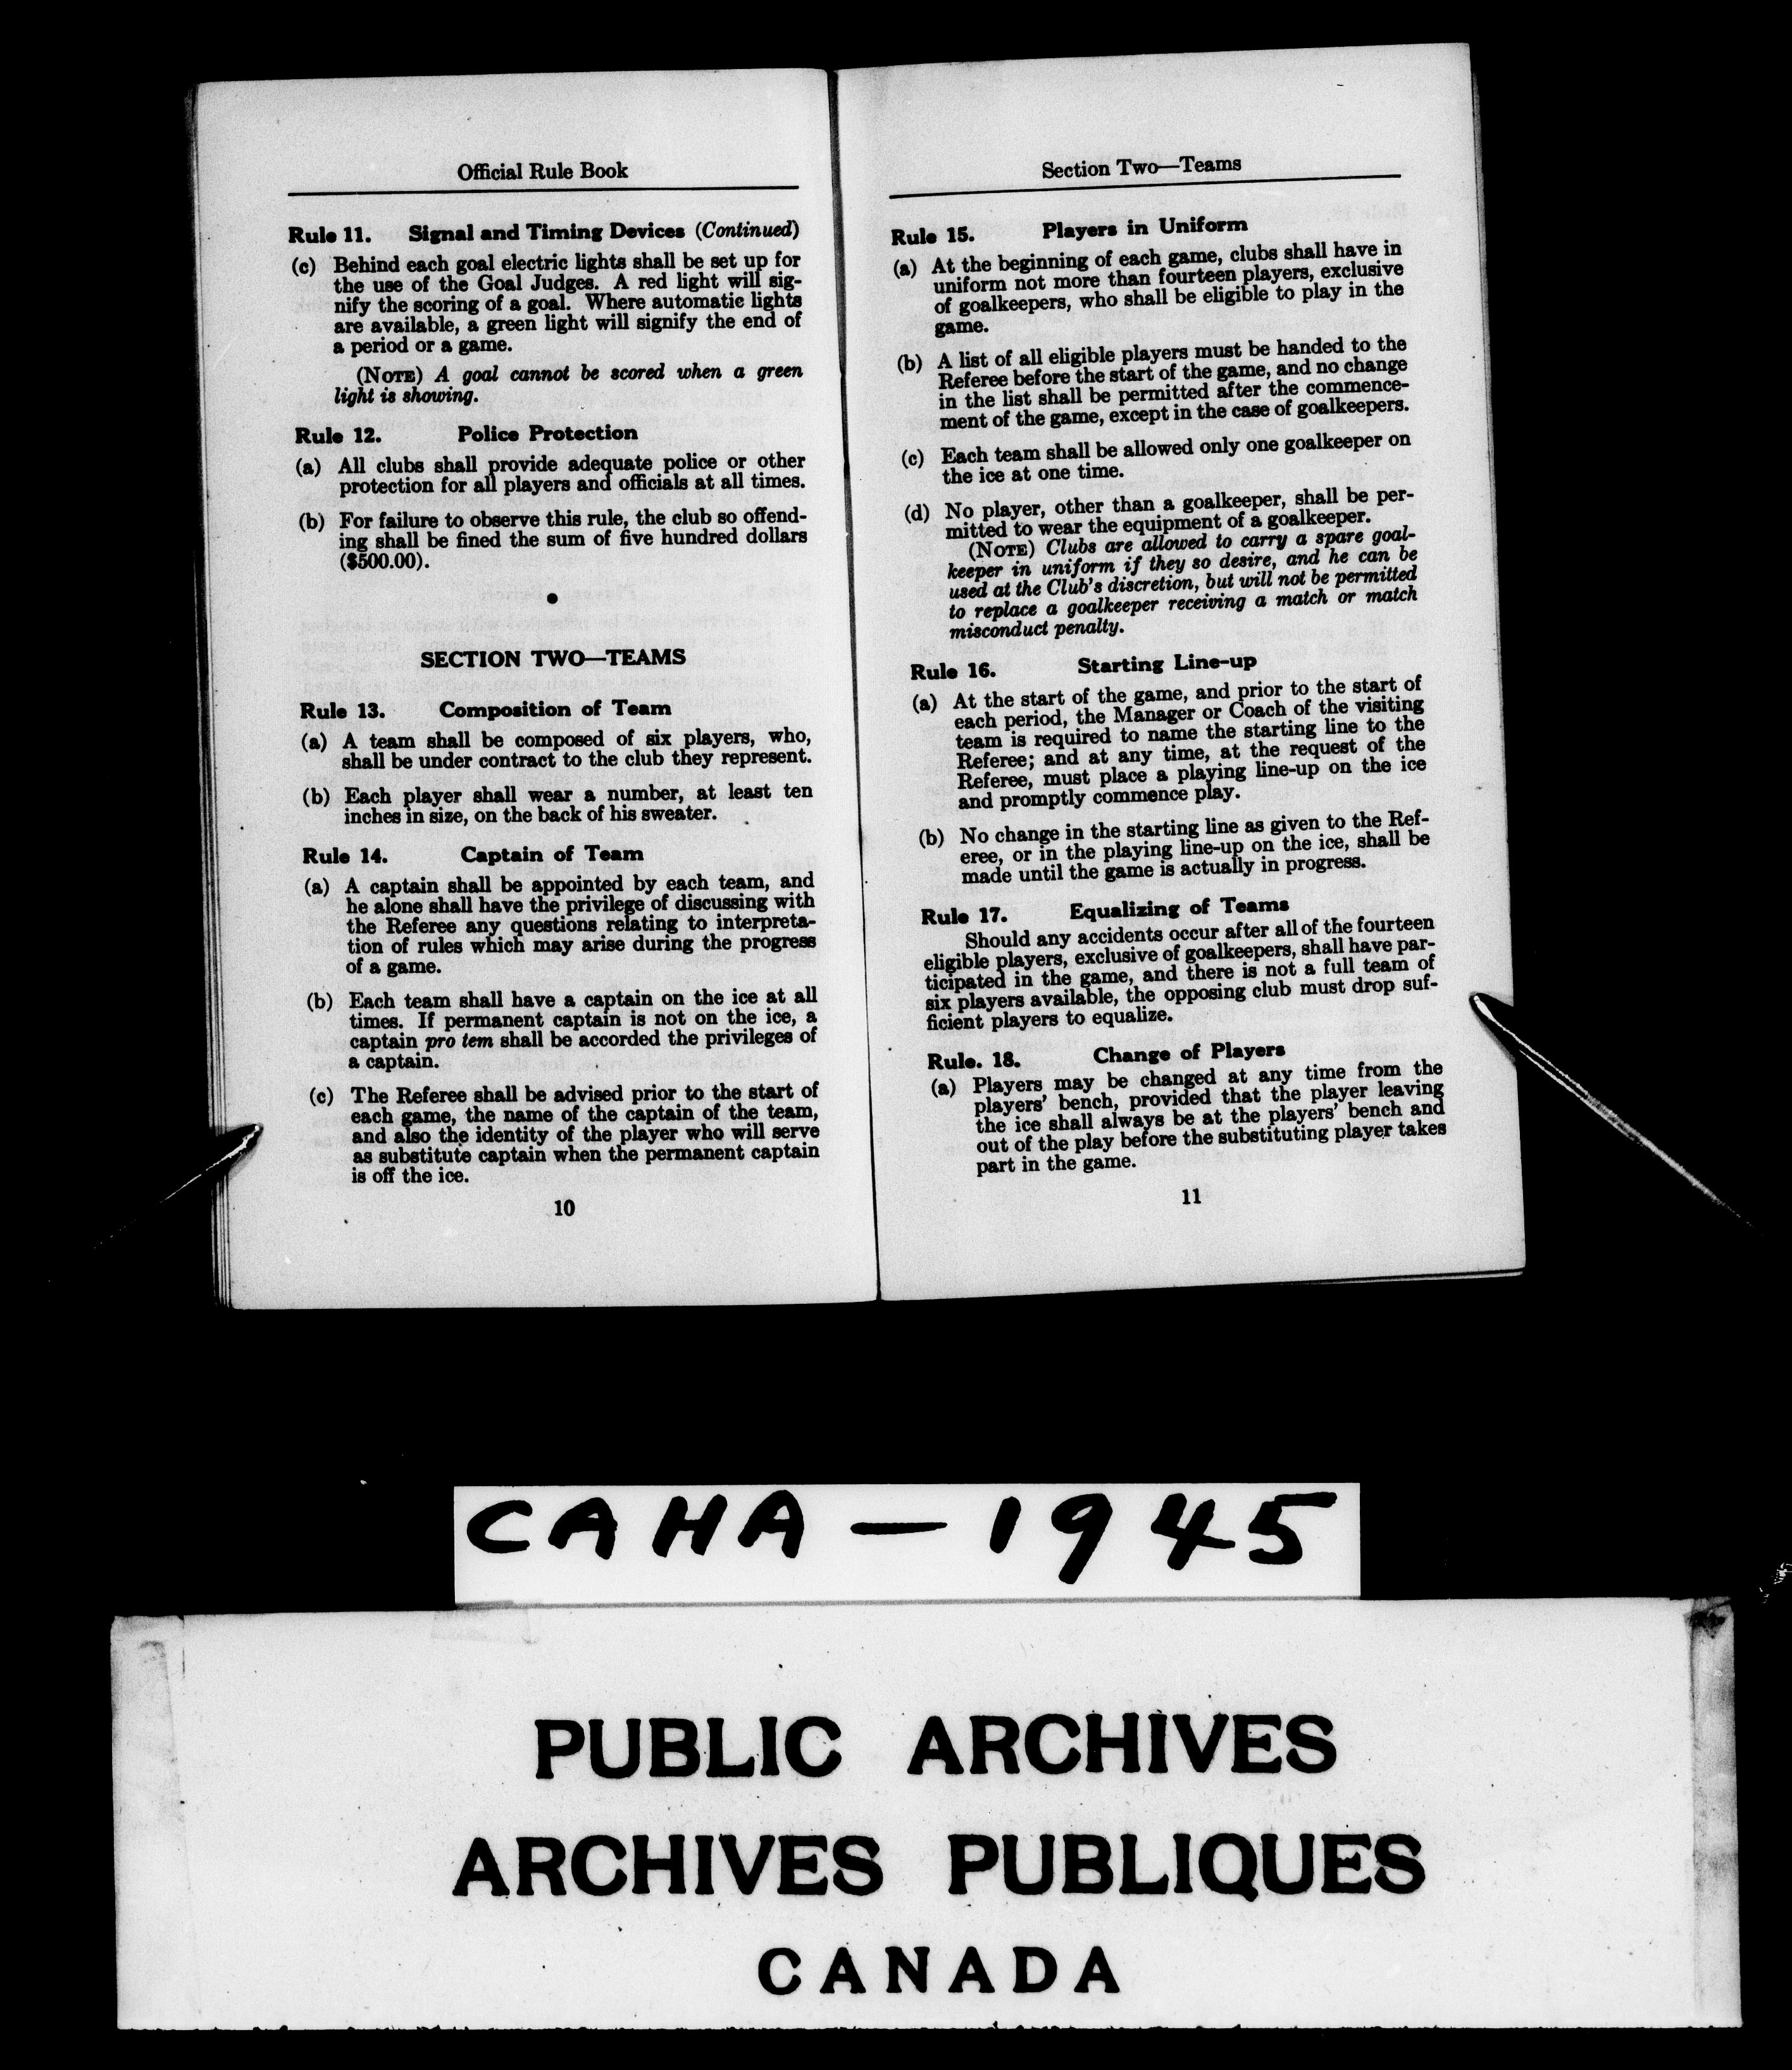 Official Rule Book
Rule 11. Signal and Timing Devices (Continued)
(c) Behind each goal electric lights shall be set up for
the use of the Goal Judges. A red light will sig-
nify the scoring of a goal. Where automatic lights
are available, a green light will signify the end of
a period or a game.
(NOTE) A goal cannot be scored when a green
light is showing.
Rule 12. Police Protection
(a) All clubs shall provide adequate police or other
protection for all players and officials at all times.
(b) For failure to observe this rule, the club so offend-
ing shall be fined the sum of five hundred dollars
($500.00).
SECTION TWO—TEAMS
Rule 13. Composition of Team
(a) A team shall be composed of six players, who,
shall be under contract to the club they represent.
(b) Each player shall wear a number, at least ten
inches in size, on the back of his sweater.
Rule 14. Captain of Team
(a) A captain shall be appointed by each team, and
he alone shall have the privilege of discussing with
the Referee any questions relating to interpreta-
tion of rules which may arise during the progress
of a game.
(b) Each team shall have a captain on the ice at all
times. If permanent captain is not on the ice, a
captain pro tem shall be accorded the privileges of
a captain.
(c) The Referee shall be advised prior to the start of
each game, the name of the captain of the team,
and also the identity of the player who will serve
as substitute captain when the permanent captain
is off the ice.
10
Section Two—Teams
Rule 15. Players in Uniform
(a) At the beginning of each game, clubs shall have in
uniform not more than fourteen players, exclusive
of goalkeepers, who shall be eligible to play in the
game.
(b) A list of all eligible players must be handed to the
Referee before the start of the game, and no change
in the list shall be permitted after the commence-
ment of the game, except in the case of goalkeepers.
(c) Each team shall be allowed only one goalkeeper on
the ice at one time.
(d) No player, other than a goalkeeper, shall be per-
mitted to wear the equipment of a goalkeeper.
(NOTE) Clubs are allowed to carry a spare goal-
keeper in uniform if they so desire, and he can be
used at the Club's discretion, but will not be permitted
to replace a goalkeeper receiving a match or match
misconduct penalty.
Rule 16. Starting Line-up
(a) At the start of the game, and prior to the start of
each period, the Manager or Coach of the visiting
team is required to name the starting line to the
Referee; and at any time, at the request of the
Referee, must place a playing line-up on the ice
and promptly commence play.
(b) No change in the starting line as given to the Ref-
eree, or in the playing line-up on the ice, shall be
made until the game is actually in progress.
Rule 17. Equalizing of Teams
Should any accidents occur after all of the fourteen
eligible players, exclusive of goalkeepers, shall have par-
ticipated in the game, and there is not a full team of
six players available, the opposing club must drop suf-
ficient players to equalize.
Rule. 18. Change of Players
(a) Players may be changed at any time from the
players' bench, provided that the player leaving
the ice shall always be at the players' bench and
out of the play before the substituting player takes
part in the game.
11
CAHA — 1945
PUBLIC ARCHIVES
ARCHIVES PUBLIQUES
CANADA